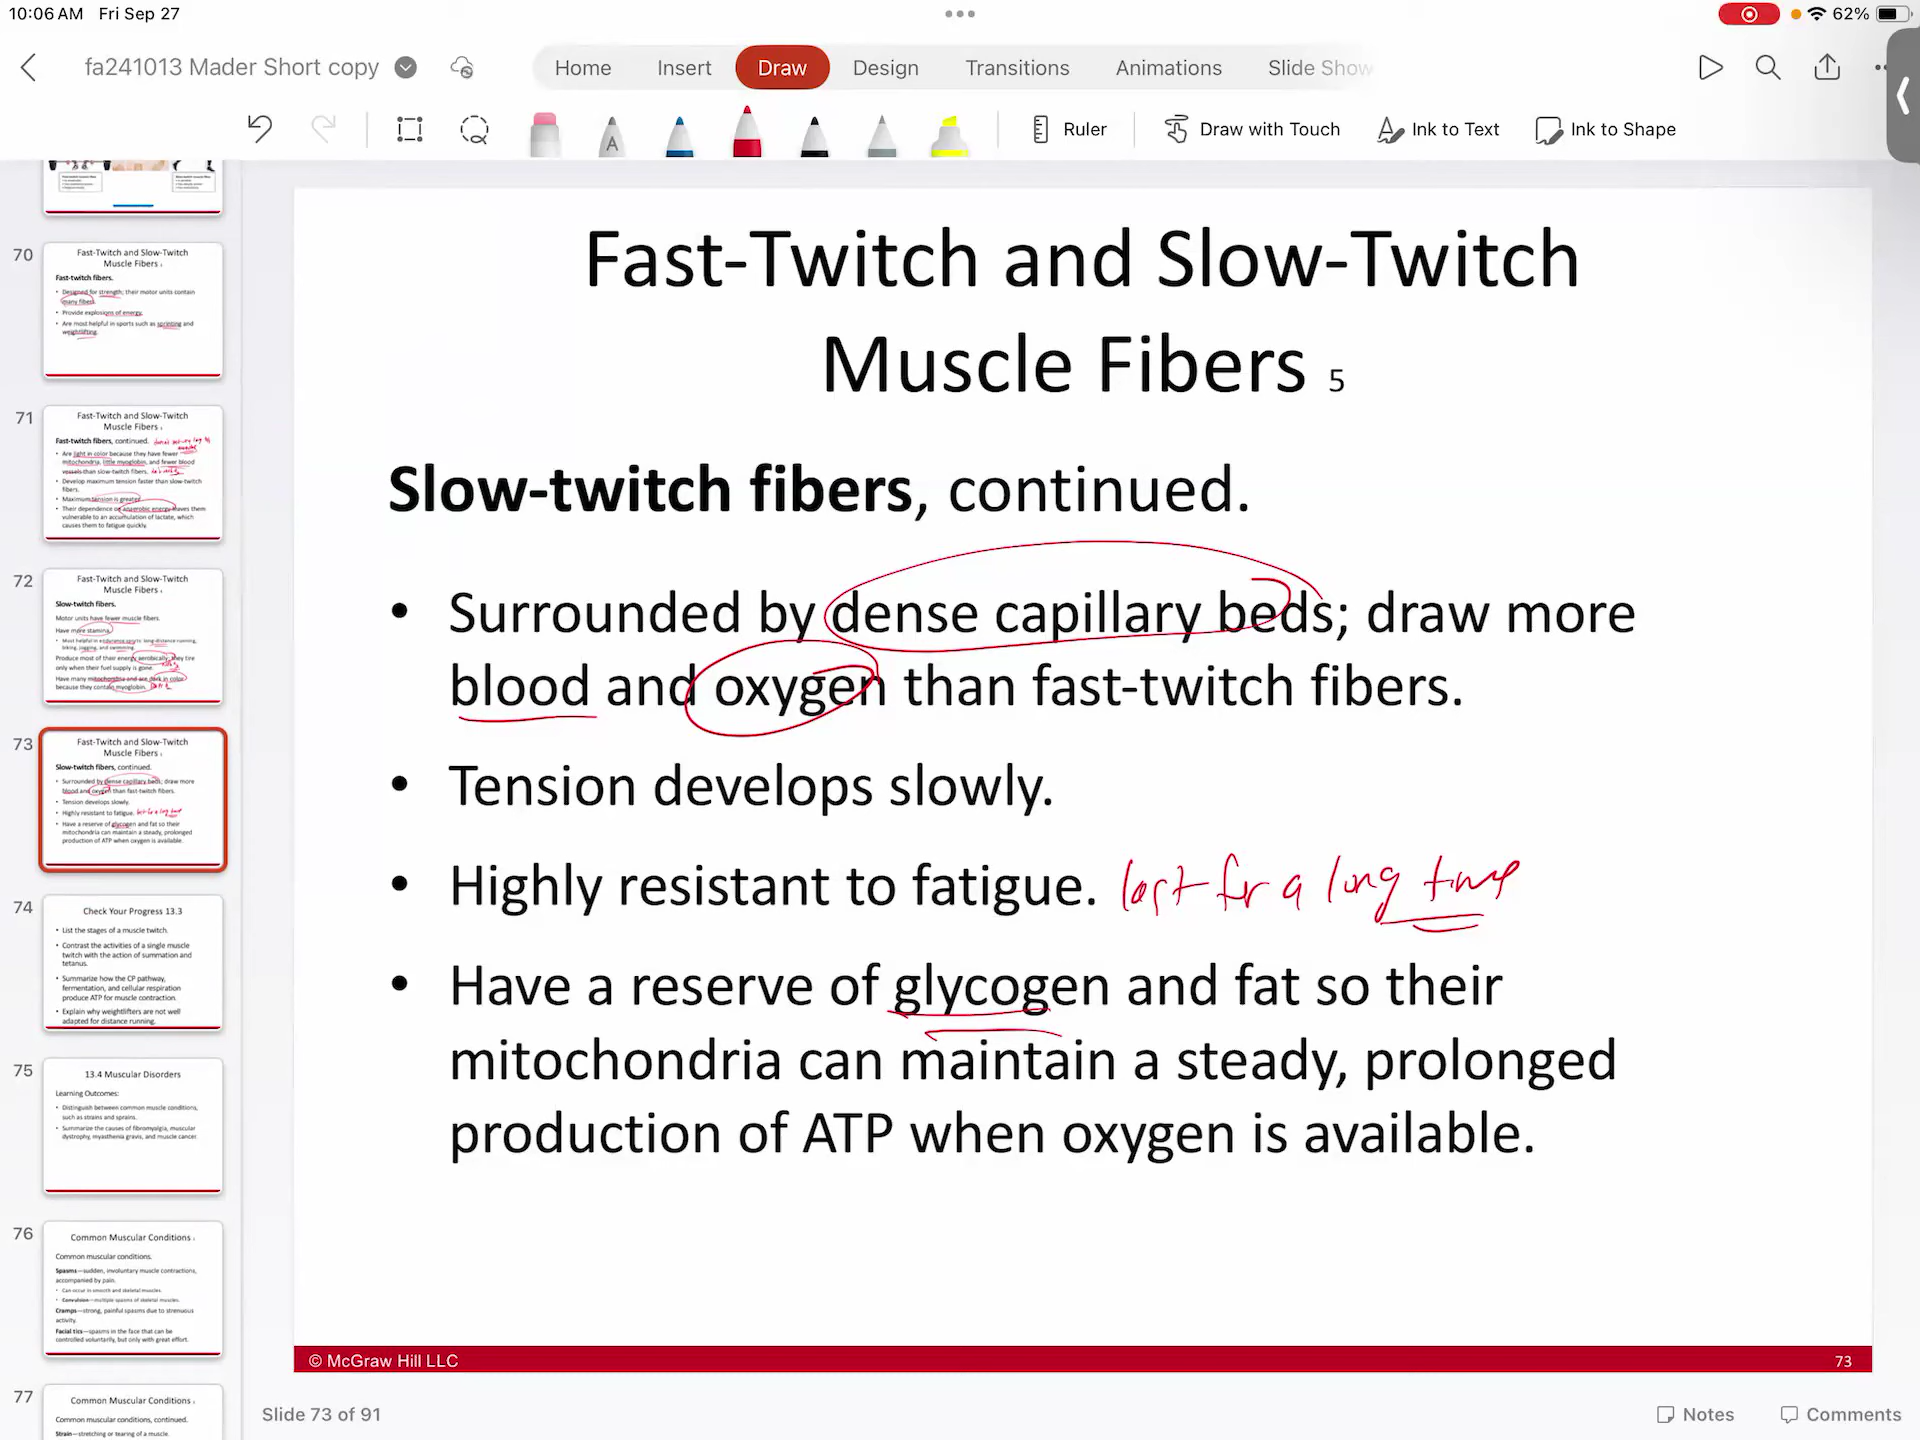 10:06 AM Fri Sep 27
62%
fa241013 Mader Short copy
Home Insert Draw Design Transitions Animations Slide Show
A
Ruler Draw with Touch Ink to Text Ink to Shape
70
Fast-Twitch and Slow-Twitch
Muscle Fibers
Fast-twitch fibers.
• Designed for strength; their motor units contain
many fibers.
• Provide explosions of energy.
• Are most helpful in sports such as sprinting and
weightlifting.
71
Fast-Twitch and Slow-Twitch
Muscle Fibers
Fast-twitch fibers, continued.
• Are light in color because they have fewer
mitochondria, little myoglobin, and fewer blood
vessels than slow-twitch fibers.
• Develop maximum tension faster than slow-twitch
fibers.
• Maximum tension is greater.
• Their dependence on anaerobic energy leaves them
vulnerable to an accumulation of lactate, which
causes them to fatigue quickly.
72
Fast-Twitch and Slow-Twitch
Muscle Fibers
Slow-twitch fibers.
Motor units have fewer muscle fibers.
Have more stamina.
• Most helpful in endurance sports: long-distance running,
biking, jogging, and swimming.
Produce most of their energy aerobically; they tire
only when their fuel supply is gone.
Have many mitochondria and are dark in color
because they contain myoglobin.
73
Fast-Twitch and Slow-Twitch
Muscle Fibers
Slow-twitch fibers, continued.
• Surrounded by dense capillary beds; draw more
blood and oxygen than fast-twitch fibers.
• Tension develops slowly.
• Highly resistant to fatigue. last for a long time
• Have a reserve of glycogen and fat so their
mitochondria can maintain a steady, prolonged
production of ATP when oxygen is available.
74
Check Your Progress 13.3
• List the stages of a muscle twitch.
• Contrast the activities of a single muscle
twitch with the action of summation and
tetanus.
• Summarize how the CP pathway,
fermentation, and cellular respiration
produce ATP for muscle contraction.
• Explain why weightlifters are not well
adapted for distance running.
75
13.4 Muscular Disorders
Learning Outcomes:
• Distinguish between common muscle conditions,
such as strains and sprains.
• Summarize the causes of fibromyalgia, muscular
dystrophy, myasthenia gravis, and muscle cancer.
76
Common Muscular Conditions
Common muscular conditions.
Spasms—sudden, involuntary muscle contractions,
accompanied by pain.
• Can occur in smooth and skeletal muscles.
• Convulsion—multiple spasms of skeletal muscles.
Cramps—strong, painful spasms due to strenuous
activity.
Facial tics—spasms in the face that can be
controlled voluntarily, but only with great effort.
77
Common Muscular Conditions
Common muscular conditions, continued.
Strain—stretching or tearing of a muscle.
Fast-Twitch and Slow-Twitch
Muscle Fibers 5
Slow-twitch fibers, continued.
• Surrounded by dense capillary beds; draw more
blood and oxygen than fast-twitch fibers.
• Tension develops slowly.
• Highly resistant to fatigue. last for a long time
• Have a reserve of glycogen and fat so their
mitochondria can maintain a steady, prolonged
production of ATP when oxygen is available.
© McGraw Hill LLC 73
Slide 73 of 91
Notes Comments